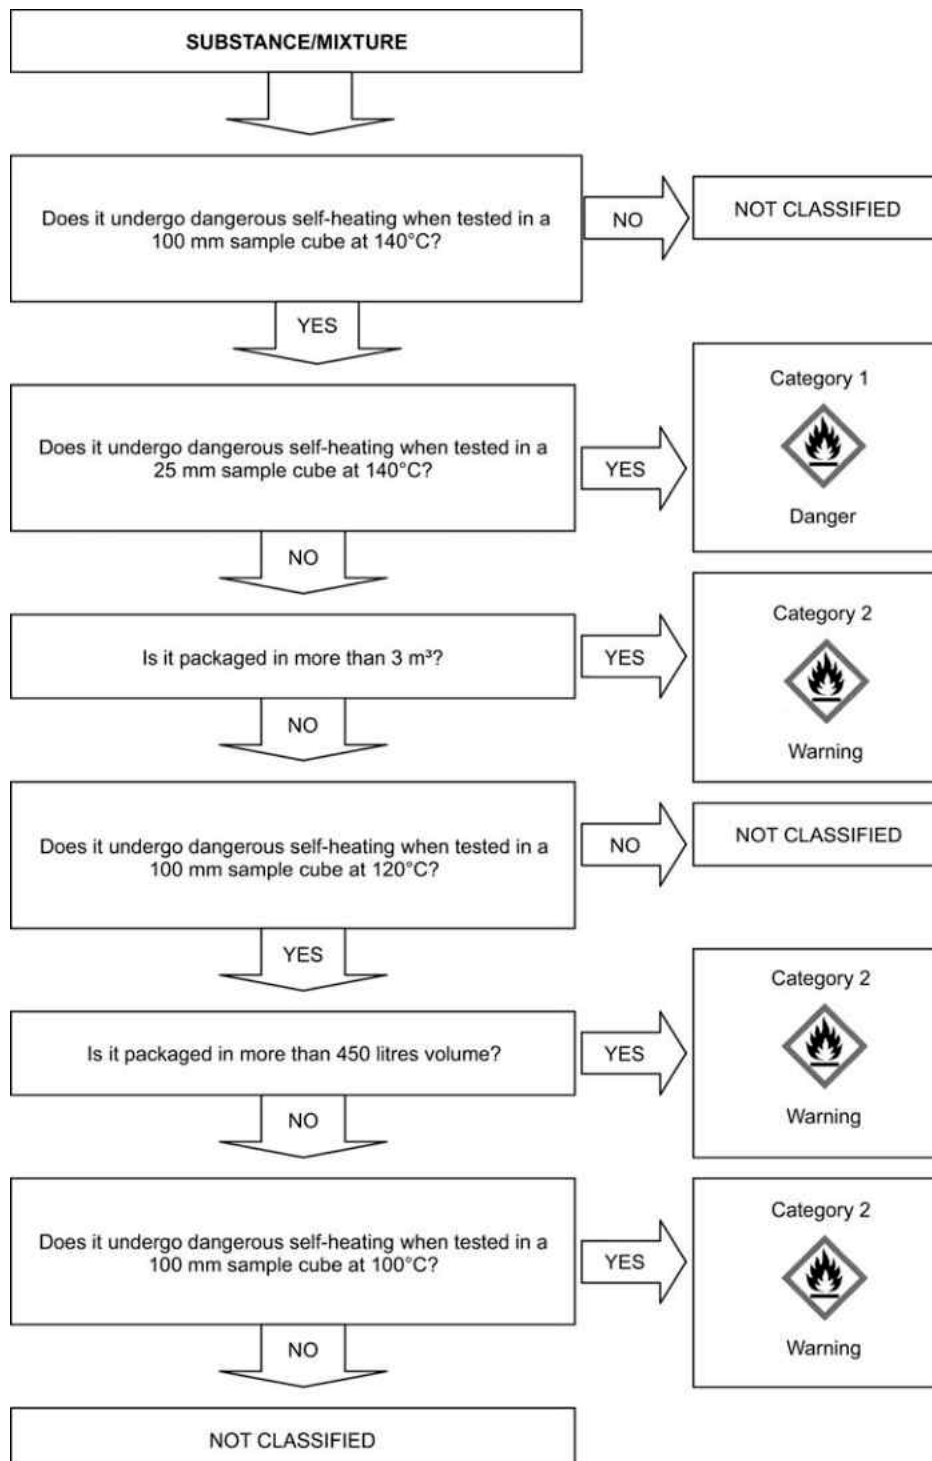 SUBSTANCE/MIXTURE
Does it undergo dangerous self-heating when tested in a
100 mm sample cube at 140°C?
NO
NOT CLASSIFIED
YES
Does it undergo dangerous self-heating when tested in a
25 mm sample cube at 140°C?
YES
Category 1
Danger
NO
Is it packaged in more than 3 m³?
YES
Category 2
Warning
NO
Does it undergo dangerous self-heating when tested in a
100 mm sample cube at 120°C?
NO
NOT CLASSIFIED
YES
Is it packaged in more than 450 litres volume?
YES
Category 2
Warning
NO
Does it undergo dangerous self-heating when tested in a
100 mm sample cube at 100°C?
YES
Category 2
Warning
NO
NOT CLASSIFIED